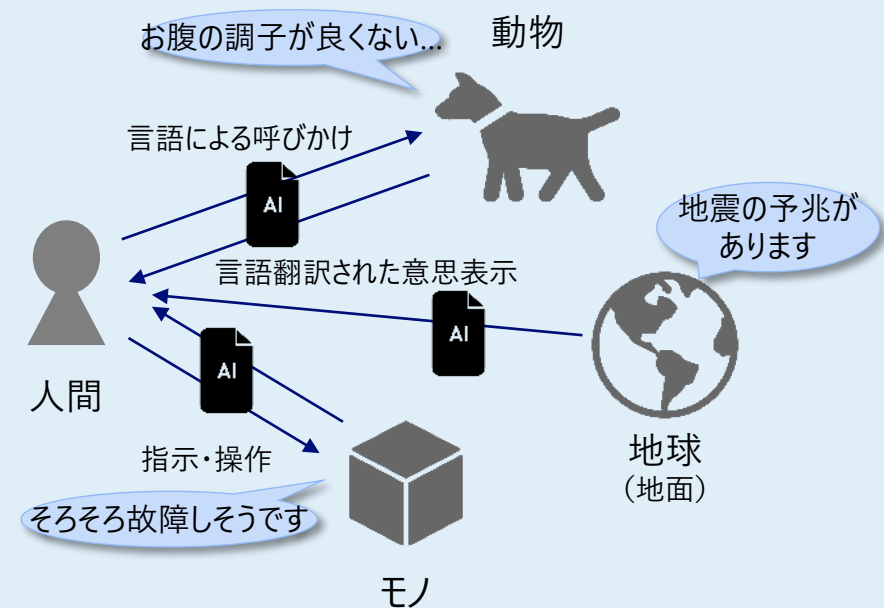 お腹の調子が良くない...
動物
言語による呼びかけ
AI
地震の予兆が
あります
言語翻訳された意思表示
AI
AI
人間
指示・操作
地球
（地面）
そろそろ故障しそうです
モノ